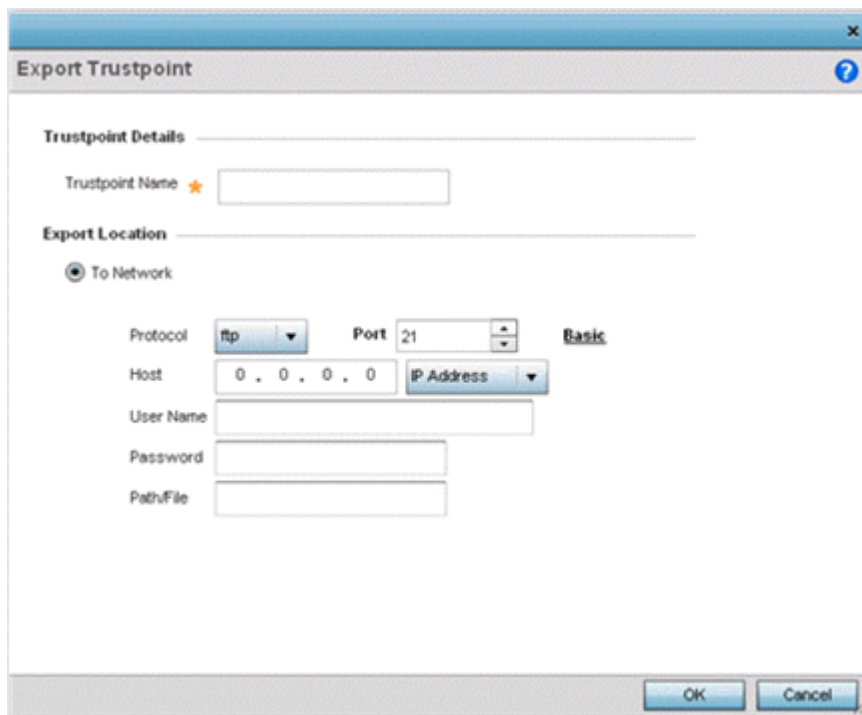 Export Trustpoint
Trustpoint Details
Trustpoint Name *
Export Location
To Network
Protocol ftp Port 21 Basic
Host 0 . 0 . 0 . 0 IP Address
User Name
Password
Path/File
OK Cancel